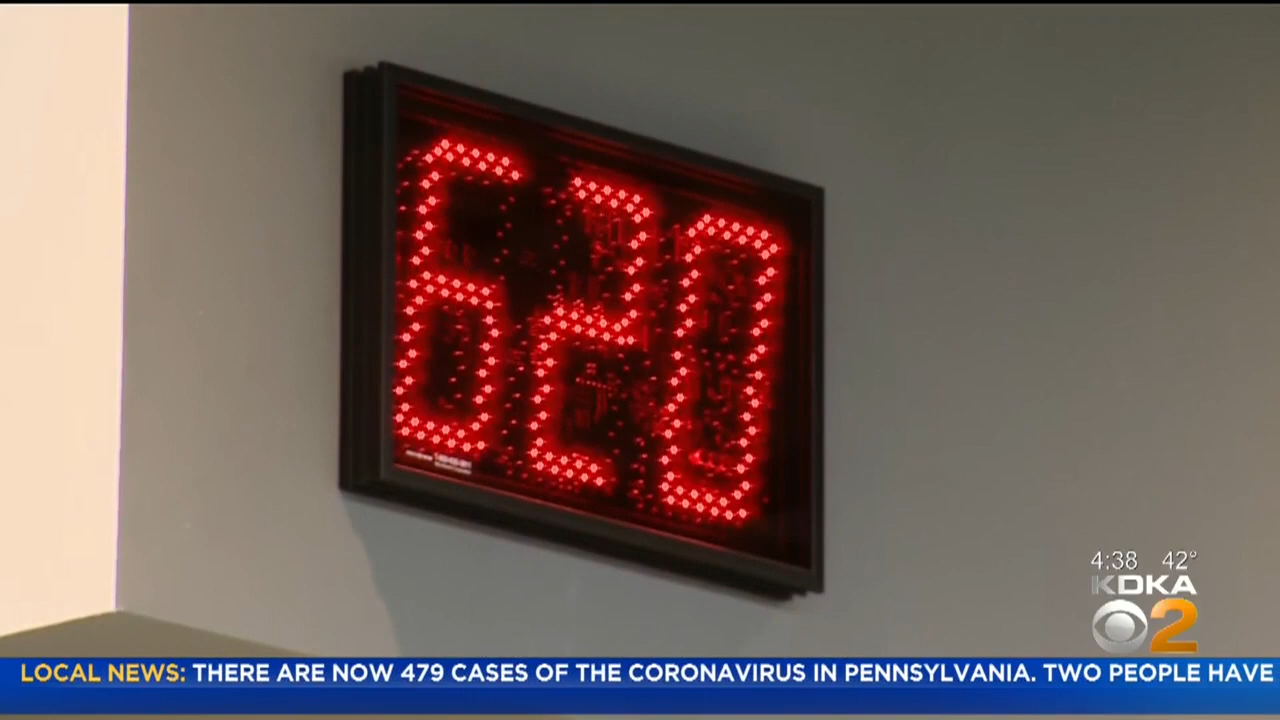 620
4:38 42°
KDKA
2
LOCAL NEWS: THERE ARE NOW 479 CASES OF THE CORONAVIRUS IN PENNSYLVANIA. TWO PEOPLE HAVE